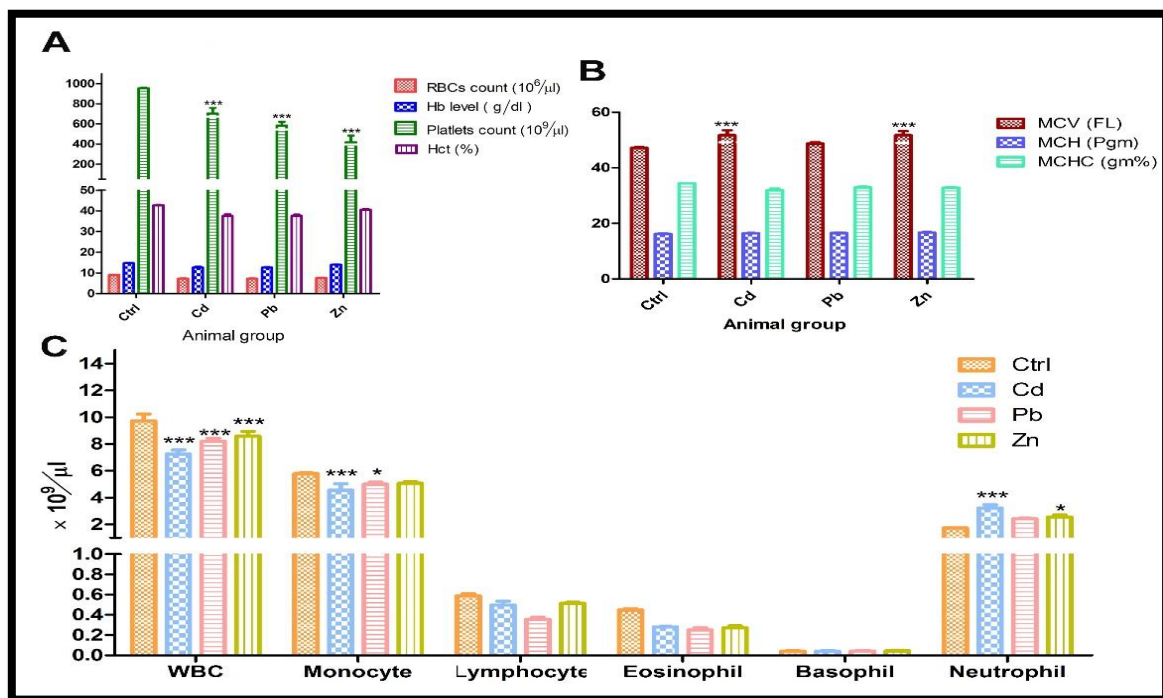 A
1000
800
600
400
200
50
40
30
20
10
0
***
***
***
Ctrl
Cd
Pb
Zn
Animal group
RBCs count (10⁶/µl)
Hb level ( g/dl )
Platelets count (10⁹/µl)
Hct (%)
B
60
40
20
0
***
***
Ctrl
Cd
Pb
Zn
Animal group
MCV (FL)
MCH (Pgm)
MCHC (gm%)
C
× 10⁹/µl
14
12
10
8
6
4
2
1.0
0.8
0.6
0.4
0.2
0.0
*** *** ***
*** *
*** *
WBC Monocyte Lymphocyte Eosinophil Basophil Neutrophil
Ctrl
Cd
Pb
Zn